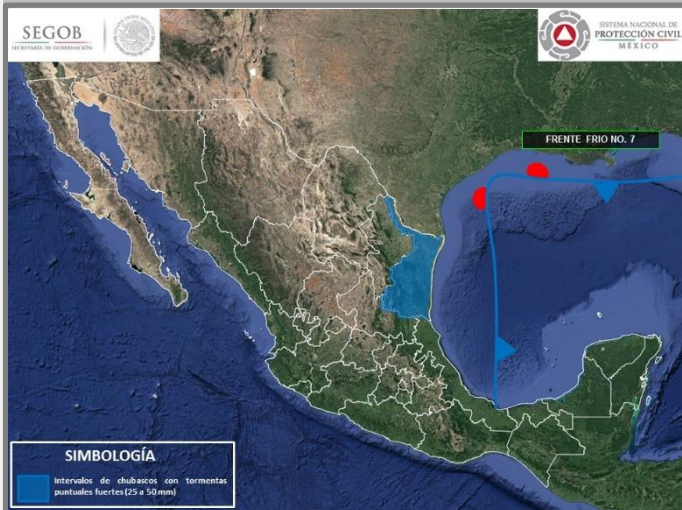 SEGOB
SECRETARÍA DE GOBERNACIÓN
SISTEMA NACIONAL DE
PROTECCIÓN CIVIL
MÉXICO
FRENTE FRIO NO. 7
SIMBOLOGÍA
Intervalos de chubascos con tormentas
puntuales fuertes (25 a 50 mm)